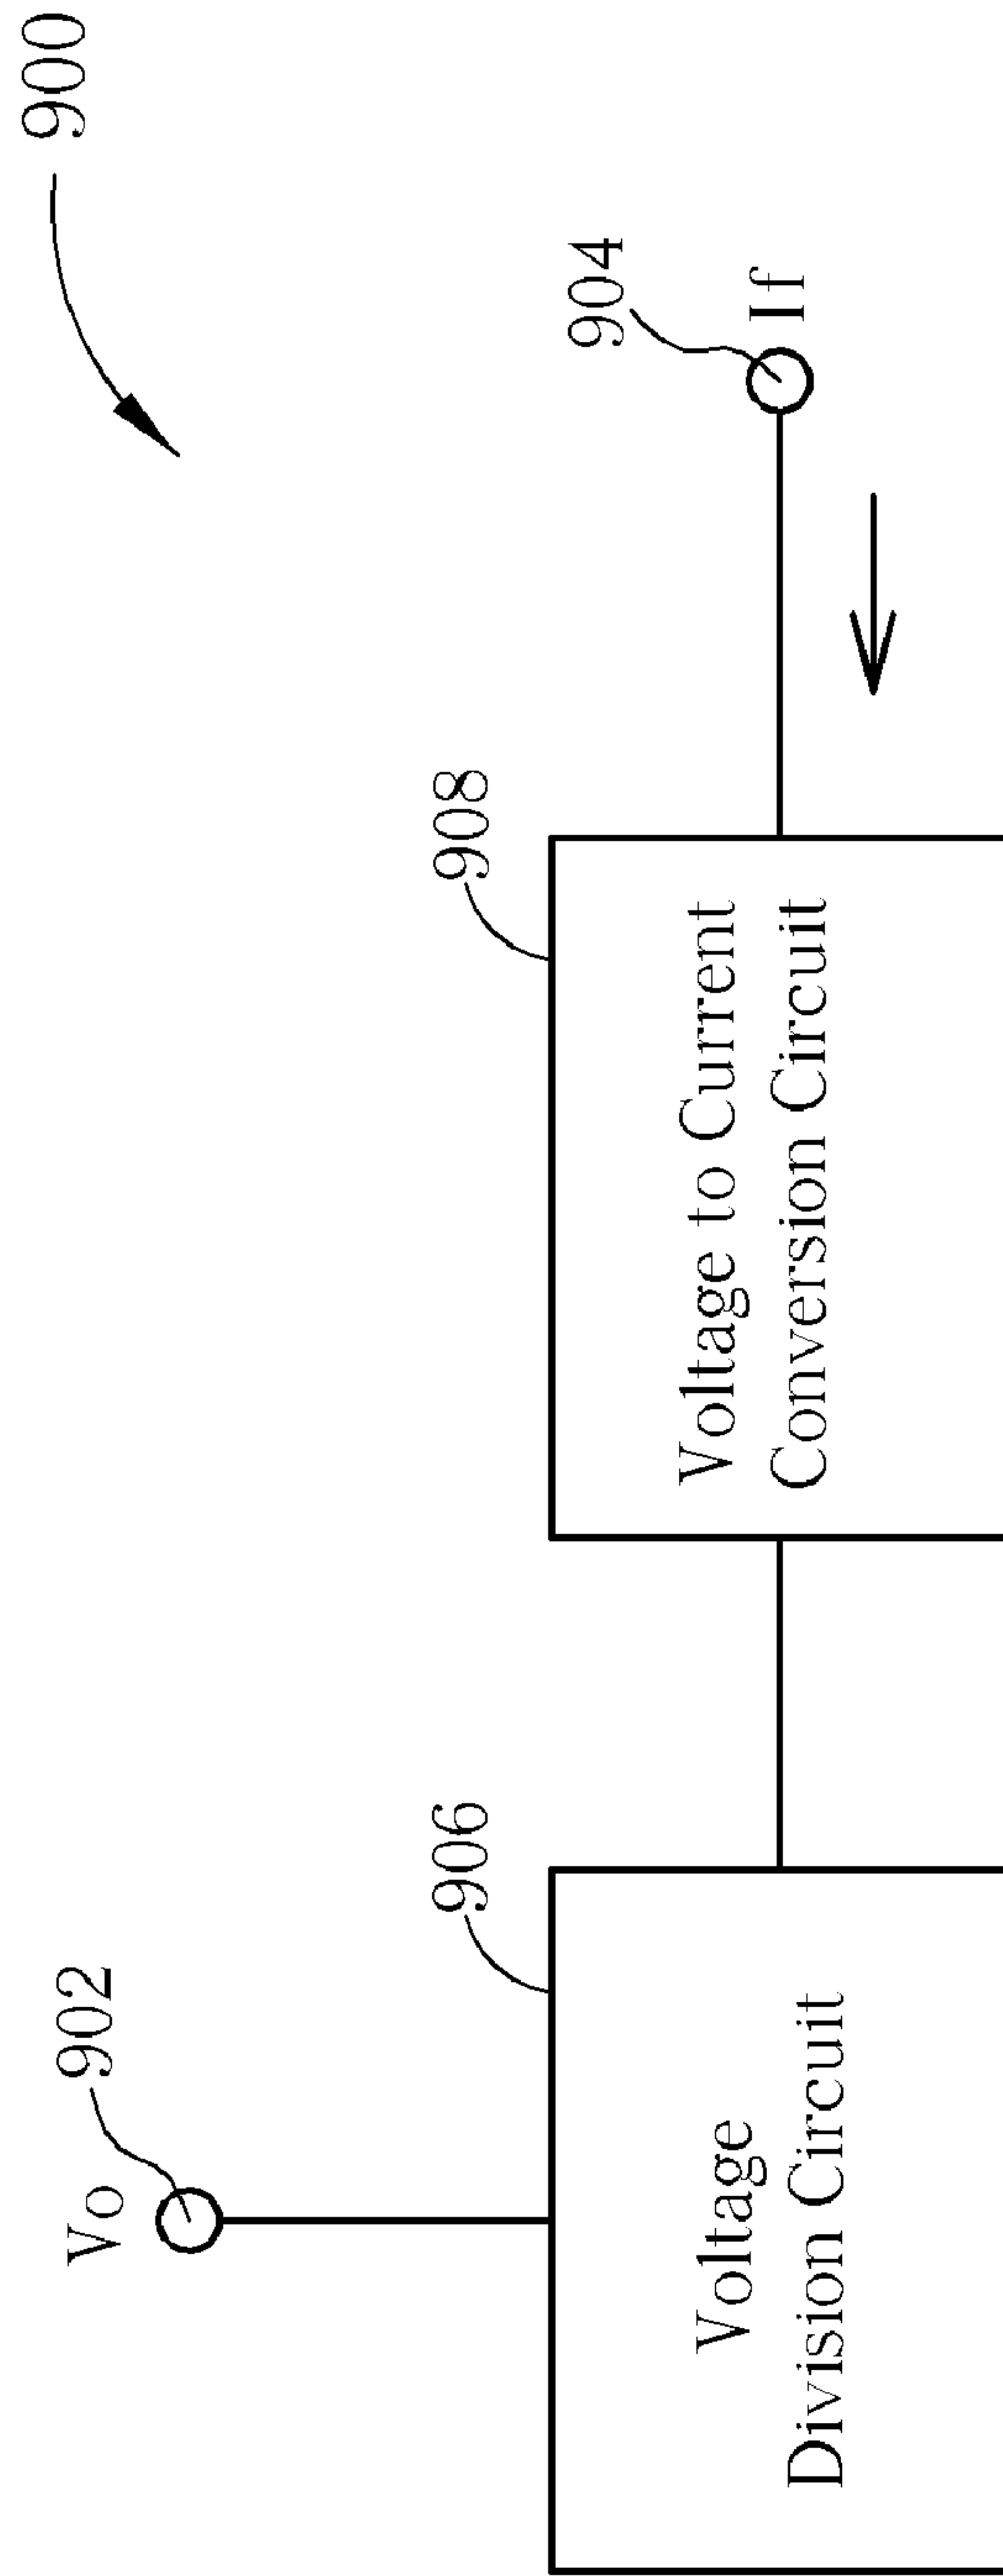 900
Vo
902
904
If
906
908
Voltage
Division Circuit
Voltage to Current
Conversion Circuit